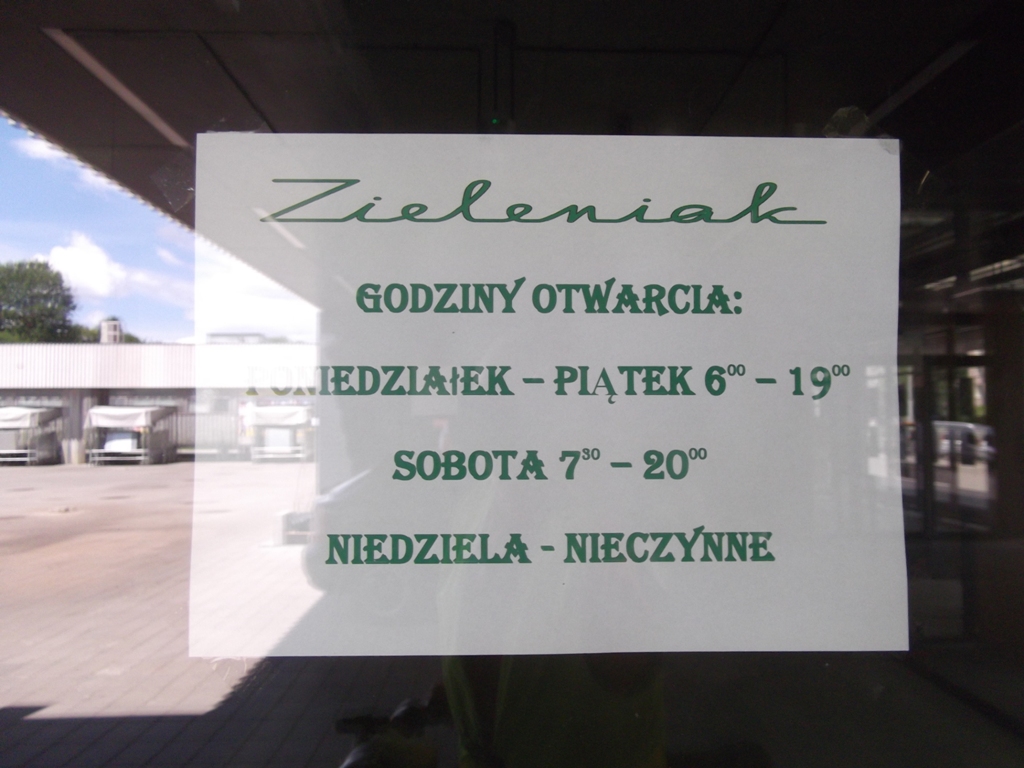 Zieleniak
GODZINY OTWARCIA:
PONIEDZIAłEK – PIĄTEK 6⁰⁰ – 19⁰⁰
SOBOTA 7³⁰ – 20⁰⁰
NIEDZIELA - NIECZYNNE